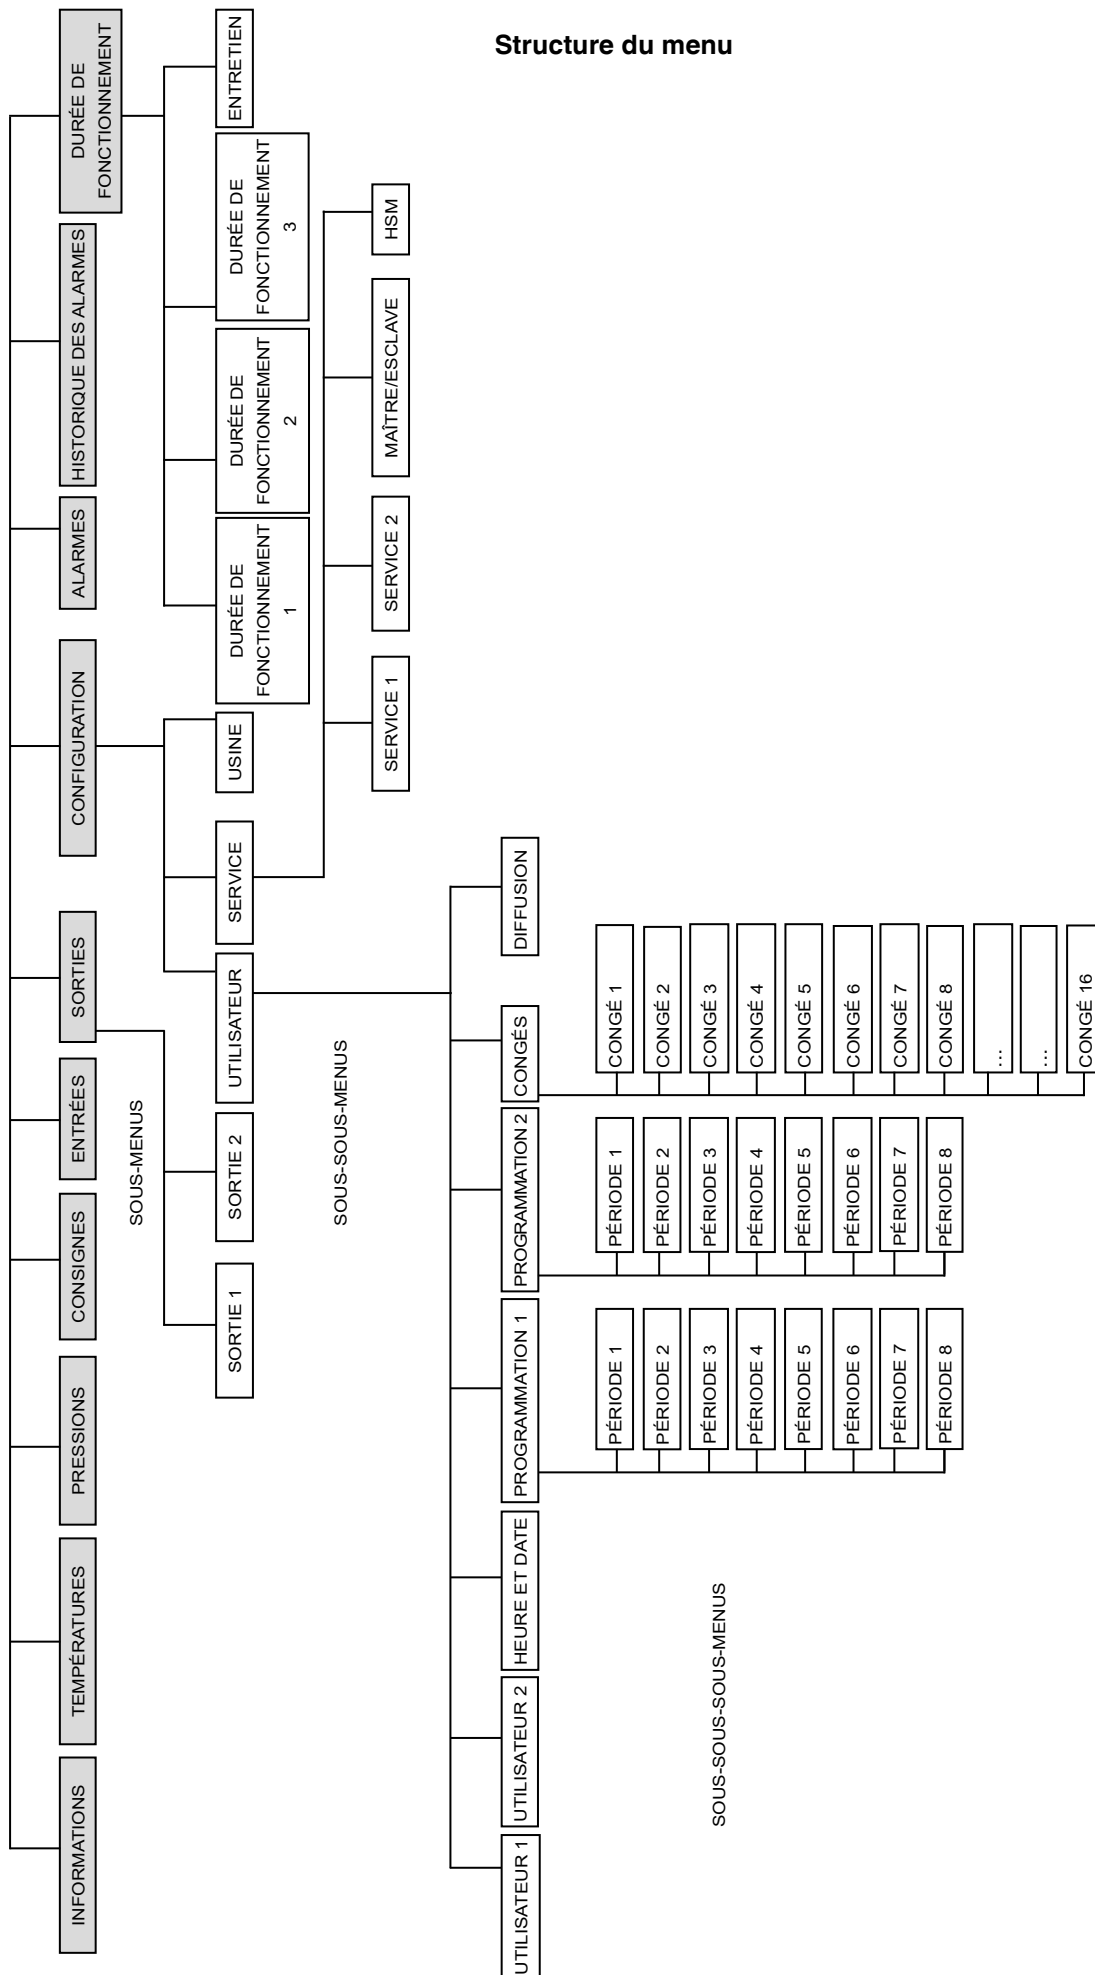 Structure du menu
INFORMATIONS
TEMPÉRATURES
PRESSIONS
CONSIGNES
ENTRÉES
SORTIES
CONFIGURATION
ALARMES
HISTORIQUE DES ALARMES
DURÉE DE
FONCTIONNEMENT
SOUS-MENUS
SORTIE 1
SORTIE 2
UTILISATEUR
SERVICE
USINE
DURÉE DE
FONCTIONNEMENT
1
DURÉE DE
FONCTIONNEMENT
2
DURÉE DE
FONCTIONNEMENT
3
ENTRETIEN
SOUS-SOUS-MENUS
SERVICE 1
SERVICE 2
MAÎTRE/ESCLAVE
HSM
UTILISATEUR 1
UTILISATEUR 2
HEURE ET DATE
PROGRAMMATION 1
PROGRAMMATION 2
CONGÉS
DIFFUSION
SOUS-SOUS-SOUS-MENUS
PÉRIODE 1
PÉRIODE 2
PÉRIODE 3
PÉRIODE 4
PÉRIODE 5
PÉRIODE 6
PÉRIODE 7
PÉRIODE 8
PÉRIODE 1
PÉRIODE 2
PÉRIODE 3
PÉRIODE 4
PÉRIODE 5
PÉRIODE 6
PÉRIODE 7
PÉRIODE 8
CONGÉ 1
CONGÉ 2
CONGÉ 3
CONGÉ 4
CONGÉ 5
CONGÉ 6
CONGÉ 7
CONGÉ 8
...
...
CONGÉ 16